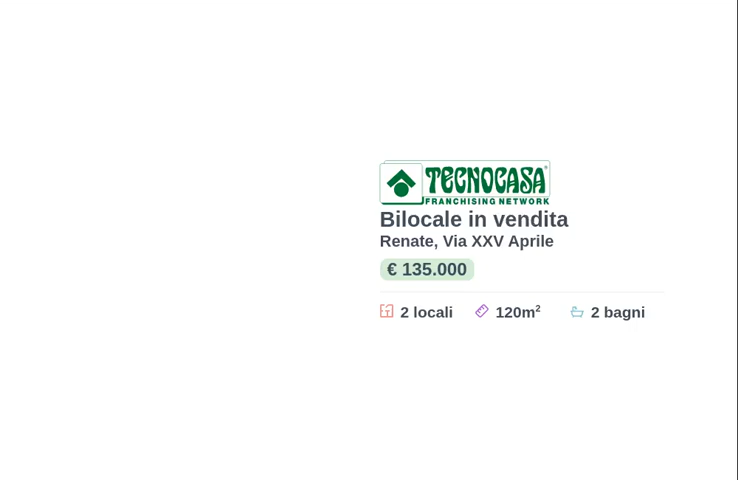 TECNOCASA®
FRANCHISING NETWORK
Bilocale in vendita
Renate, Via XXV Aprile
€ 135.000
2 locali 120m² 2 bagni